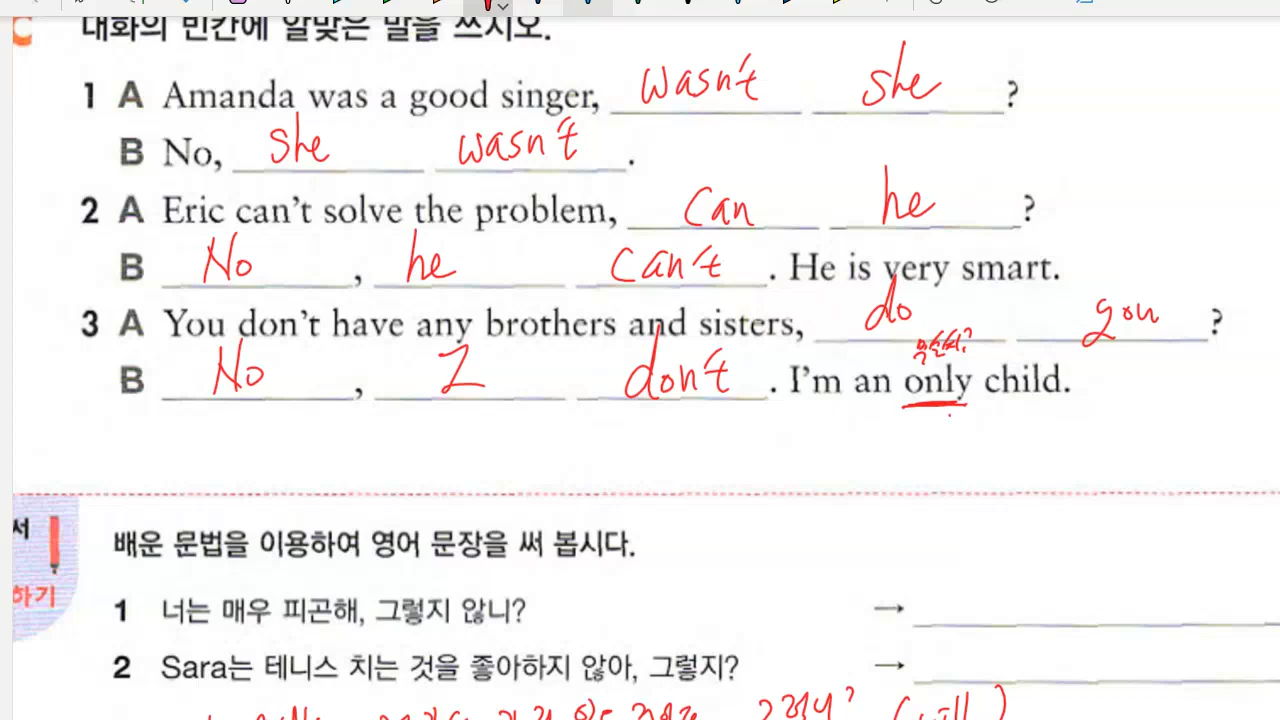 C 대화의 빈칸에 알맞은 말을 쓰시오.
1 A Amanda was a good singer, wasn't she ?
B No, she wasn't .
2 A Eric can't solve the problem, can he ?
B No , he can't . He is very smart.
3 A You don't have any brothers and sisters, do you ?
B No , I don't . I'm an only child.
서
배운 문법을 이용하여 영어 문장을 써 봅시다.
하기
1 너는 매우 피곤해, 그렇지 않니? →
2 Sara는 테니스 치는 것을 좋아하지 않아, 그렇지? →